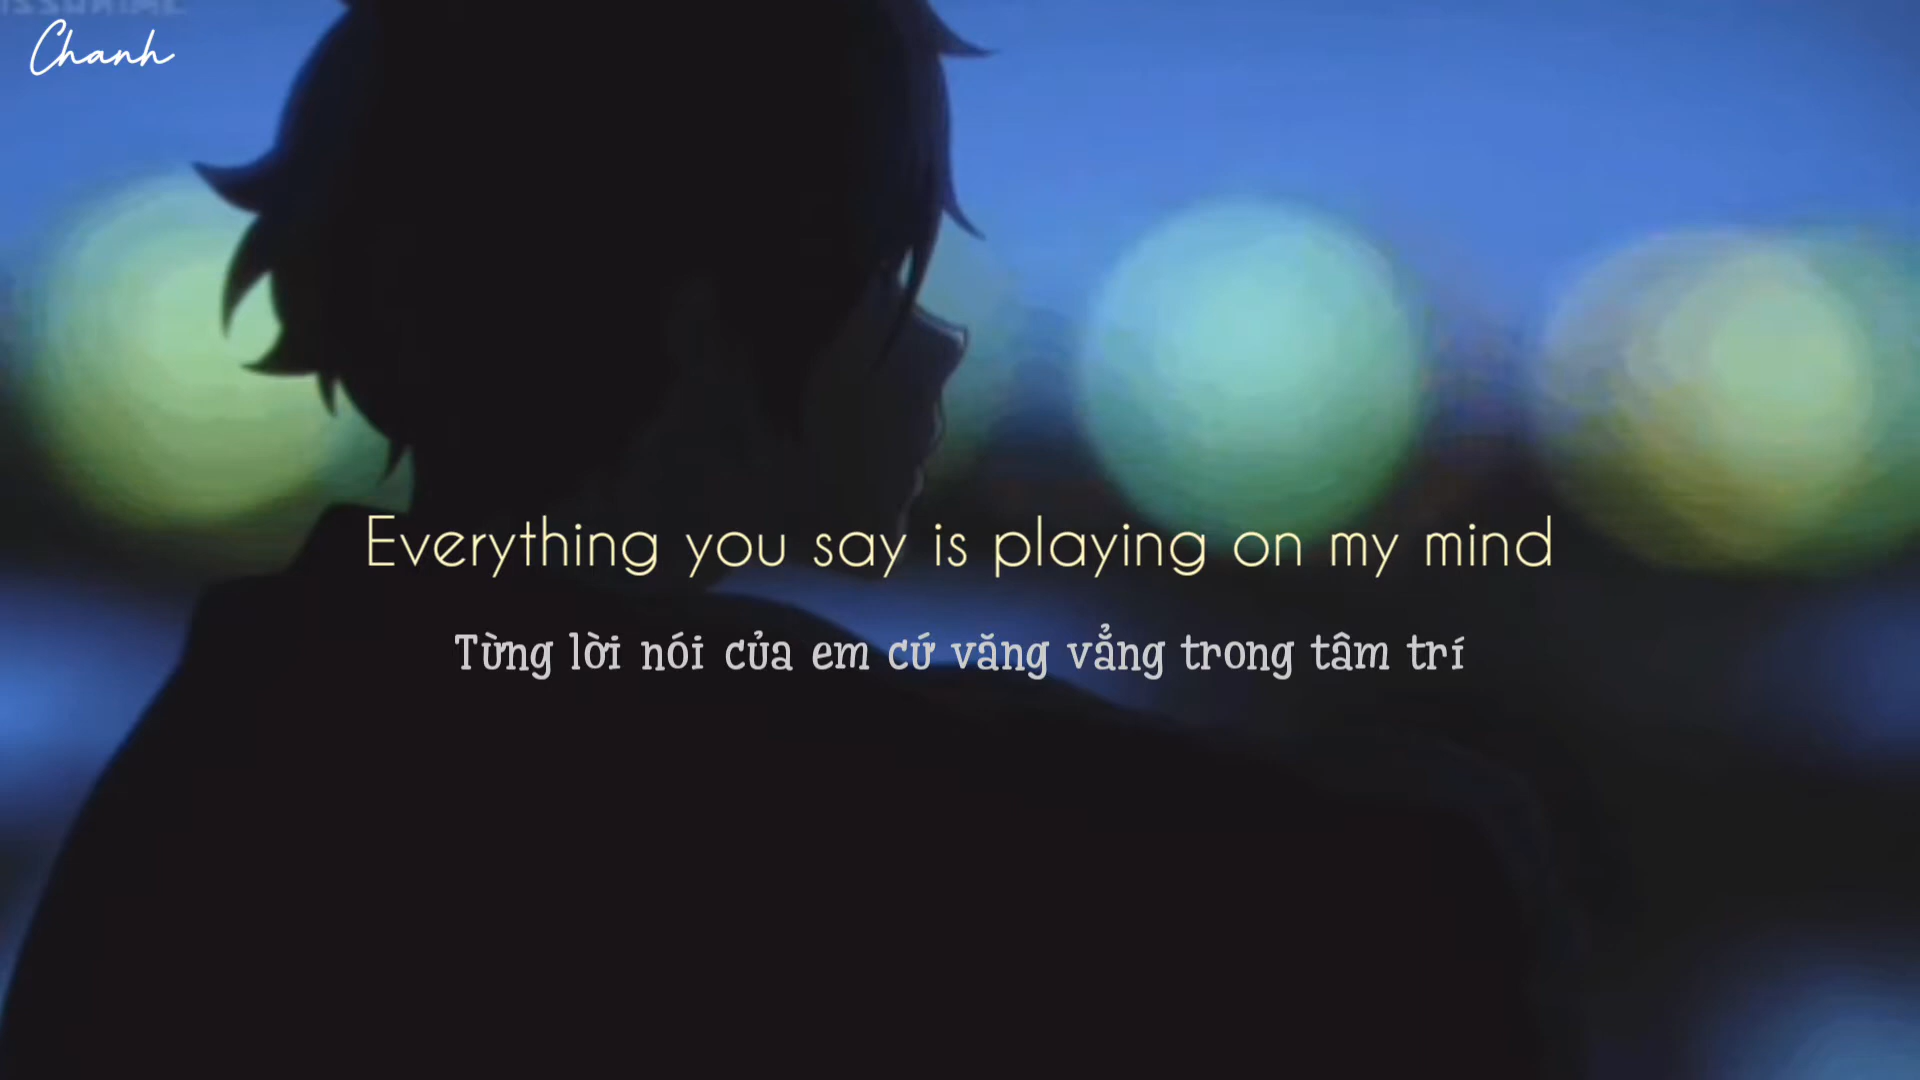 Chanh
Everything you say is playing on my mind
Từng lời nói của em cứ văng vẳng trong tâm trí